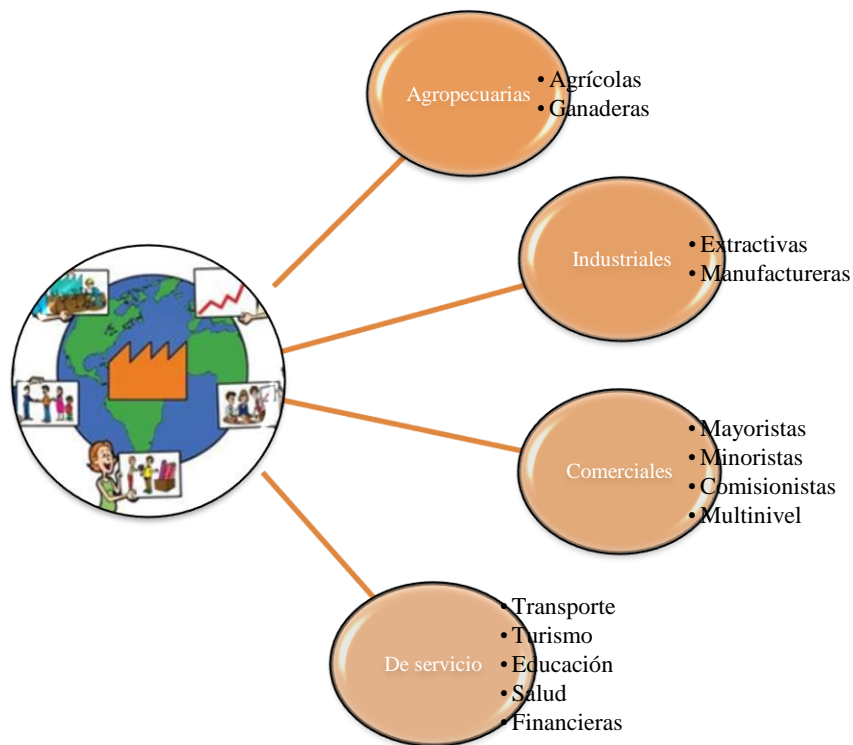 Agropecuarias
• Agrícolas
• Ganaderas
Industriales
• Extractivas
• Manufactureras
Comerciales
• Mayoristas
• Minoristas
• Comisionistas
• Multinivel
De servicio
• Transporte
• Turismo
• Educación
• Salud
• Financieras